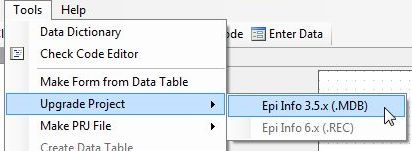 Tools Help
Enter Data
Data Dictionary
Check Code Editor
Make Form from Data Table
Upgrade Project
Epi Info 3.5.x (.MDB)
Make PRJ File
Epi Info 6.x (.REC)
Create Data Table